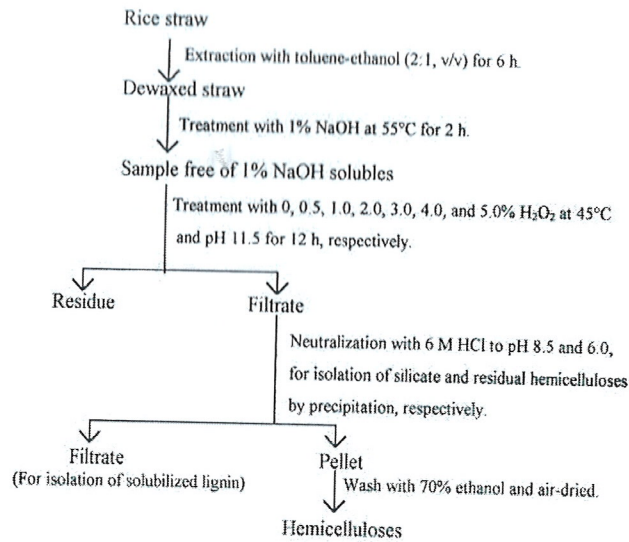 Rice straw
Extraction with toluene-ethanol (2:1, v/v) for 6 h.
Dewaxed straw
Treatment with 1% NaOH at 55°C for 2 h.
Sample free of 1% NaOH solubles
Treatment with 0, 0.5, 1.0, 2.0, 3.0, 4.0, and 5.0% H₂O₂ at 45°C
and pH 11.5 for 12 h, respectively.
Residue
Filtrate
Neutralization with 6 M HCl to pH 8.5 and 6.0,
for isolation of silicate and residual hemicelluloses
by precipitation, respectively.
Filtrate
(For isolation of solubilized lignin)
Pellet
Wash with 70% ethanol and air-dried.
Hemicelluloses